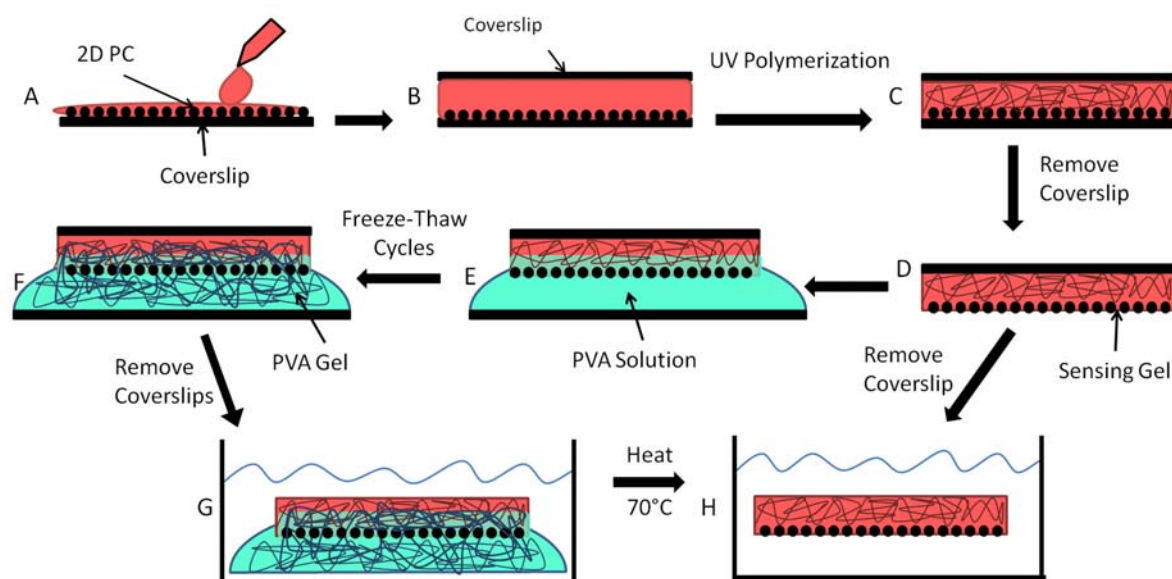 2D PC
A
Coverslip
Coverslip
B
UV Polymerization
C
Remove
Coverslip
D
Sensing Gel
Remove
Coverslip
E
PVA Solution
Freeze-Thaw
Cycles
F
PVA Gel
Remove
Coverslips
G
Heat
70°C
H